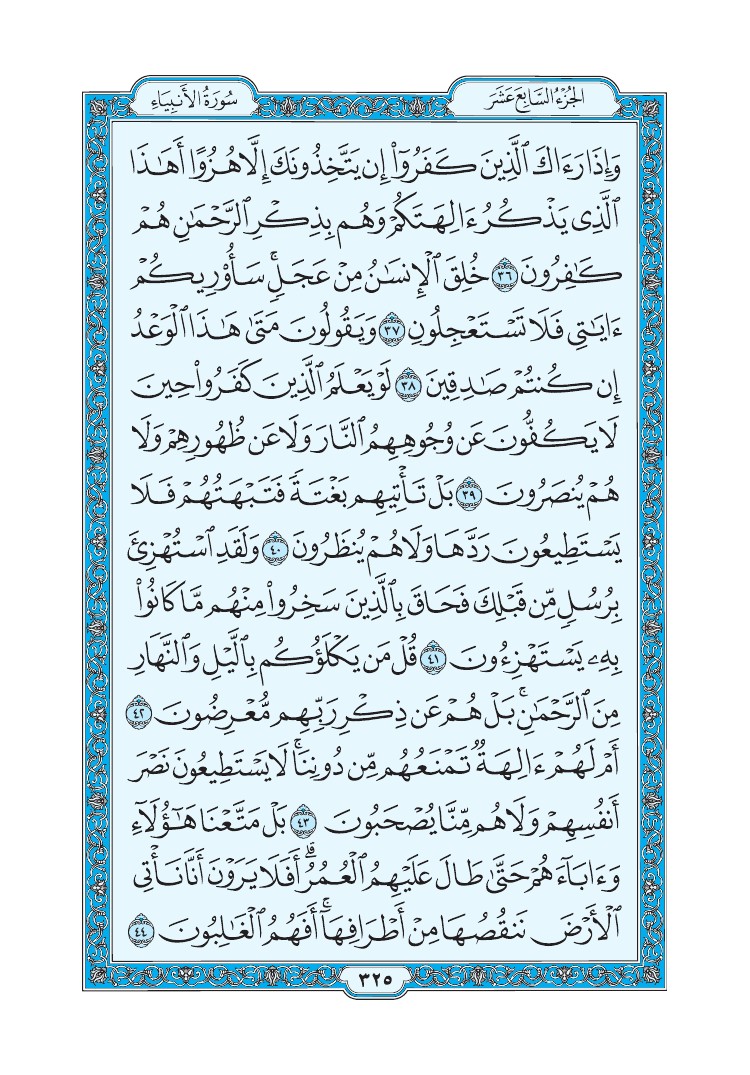 الجُزْءُ السَّابِعَ عَشَرَ
سُورَةُ الأَنبِيَاءِ
وَإِذَا رَءَاكَ ٱلَّذِينَ كَفَرُوٓا۟ إِن يَتَّخِذُونَكَ إِلَّا هُزُوًا أَهَـٰذَا
ٱلَّذِى يَذْكُرُ ءَالِهَتَكُمْ وَهُم بِذِكْرِ ٱلرَّحْمَـٰنِ هُمْ
كَـٰفِرُونَ ٣٦ خُلِقَ ٱلْإِنسَـٰنُ مِنْ عَجَلٍ ۚ سَأُو۟رِيكُمْ
ءَايَـٰتِى فَلَا تَسْتَعْجِلُونِ ٣٧ وَيَقُولُونَ مَتَىٰ هَـٰذَا ٱلْوَعْدُ
إِن كُنتُمْ صَـٰدِقِينَ ٣٨ لَوْ يَعْلَمُ ٱلَّذِينَ كَفَرُوا۟ حِينَ
لَا يَكُفُّونَ عَن وُجُوهِهِمُ ٱلنَّارَ وَلَا عَن ظُهُورِهِمْ وَلَا
هُمْ يُنصَرُونَ ٣٩ بَلْ تَأْتِيهِم بَغْتَةً فَتَبْهَتُهُمْ فَلَا
يَسْتَطِيعُونَ رَدَّهَا وَلَا هُمْ يُنظَرُونَ ٤٠ وَلَقَدِ ٱسْتُهْزِئَ
بِرُسُلٍ مِّن قَبْلِكَ فَحَاقَ بِٱلَّذِينَ سَخِرُوا۟ مِنْهُم مَّا كَانُوا۟
بِهِۦ يَسْتَهْزِءُونَ ٤١ قُلْ مَن يَكْلَؤُكُم بِٱلَّيْلِ وَٱلنَّهَارِ
مِنَ ٱلرَّحْمَـٰنِ ۚ بَلْ هُمْ عَن ذِكْرِ رَبِّهِم مُّعْرِضُونَ ٤٢
أَمْ لَهُمْ ءَالِهَةٌ تَمْنَعُهُم مِّن دُونِنَا ۚ لَا يَسْتَطِيعُونَ نَصْرَ
أَنفُسِهِمْ وَلَا هُم مِّنَّا يُصْحَبُونَ ٤٣ بَلْ مَتَّعْنَا هَـٰٓؤُلَآءِ
وَءَابَآءَهُمْ حَتَّىٰ طَالَ عَلَيْهِمُ ٱلْعُمُرُ ۗ أَفَلَا يَرَوْنَ أَنَّا نَأْتِى
ٱلْأَرْضَ نَنقُصُهَا مِنْ أَطْرَافِهَآ ۚ أَفَهُمُ ٱلْغَـٰلِبُونَ ٤٤
٣٢٥